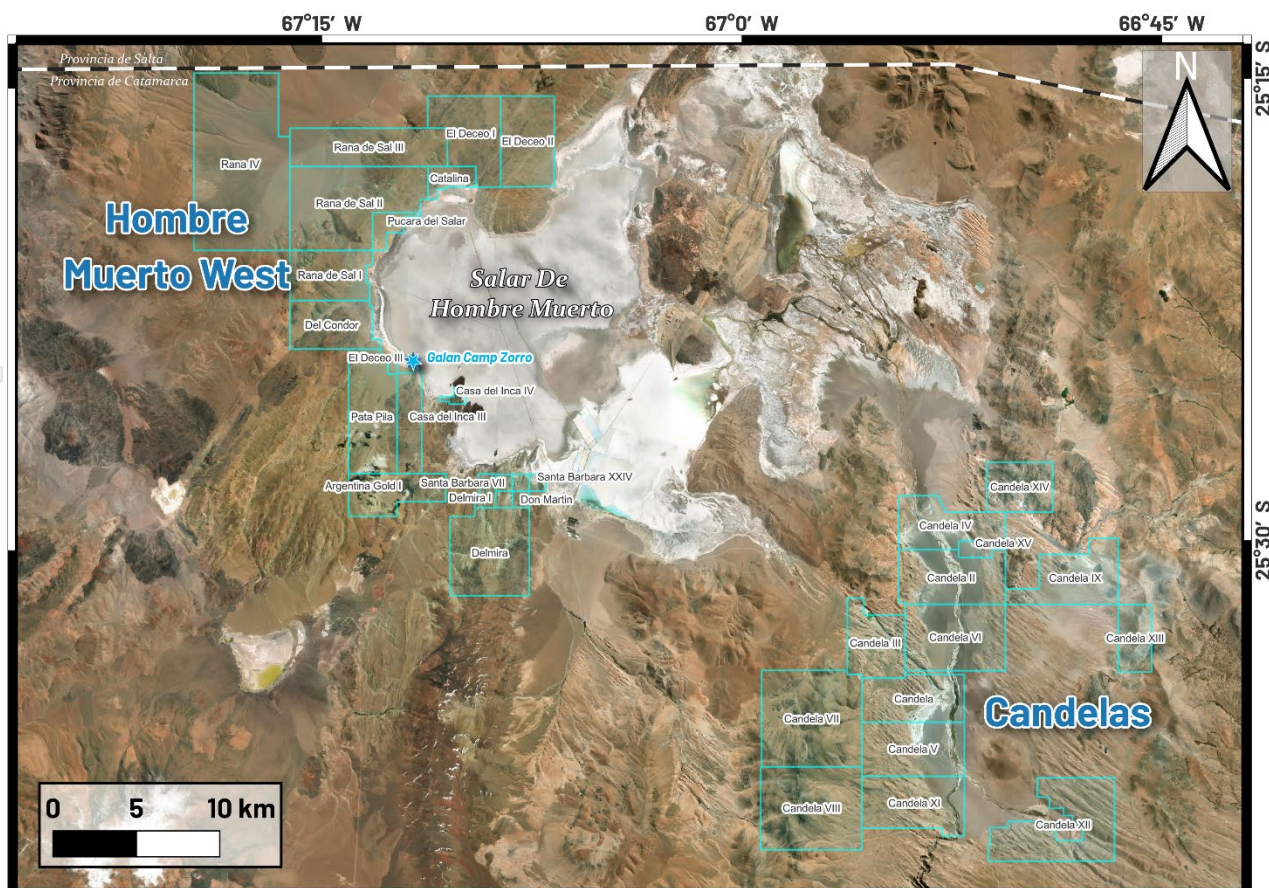 67°15′ W
67°0′ W
66°45′ W
25°15′ S
25°30′ S
Provincia de Salta
Provincia de Catamarca
N
El Deceo I
El Deceo II
Rana de Sal III
Rana IV
Catalina
Rana de Sal II
Pucara del Salar
Hombre
Muerto West
Rana de Sal I
Salar De
Hombre Muerto
Del Condor
El Deceo III
Galan Camp Zorro
Casa del Inca IV
Pata Pila
Casa del Inca III
Argentina Gold I
Santa Barbara VII
Santa Barbara XXIV
Delmira I
Don Martin
Delmira
Candela XIV
Candela IV
Candela XV
Candela II
Candela IX
Candela III
Candela VI
Candela XIII
Candela
Candelas
Candela VII
Candela V
Candela VIII
Candela XI
Candela XII
0 5 10 km